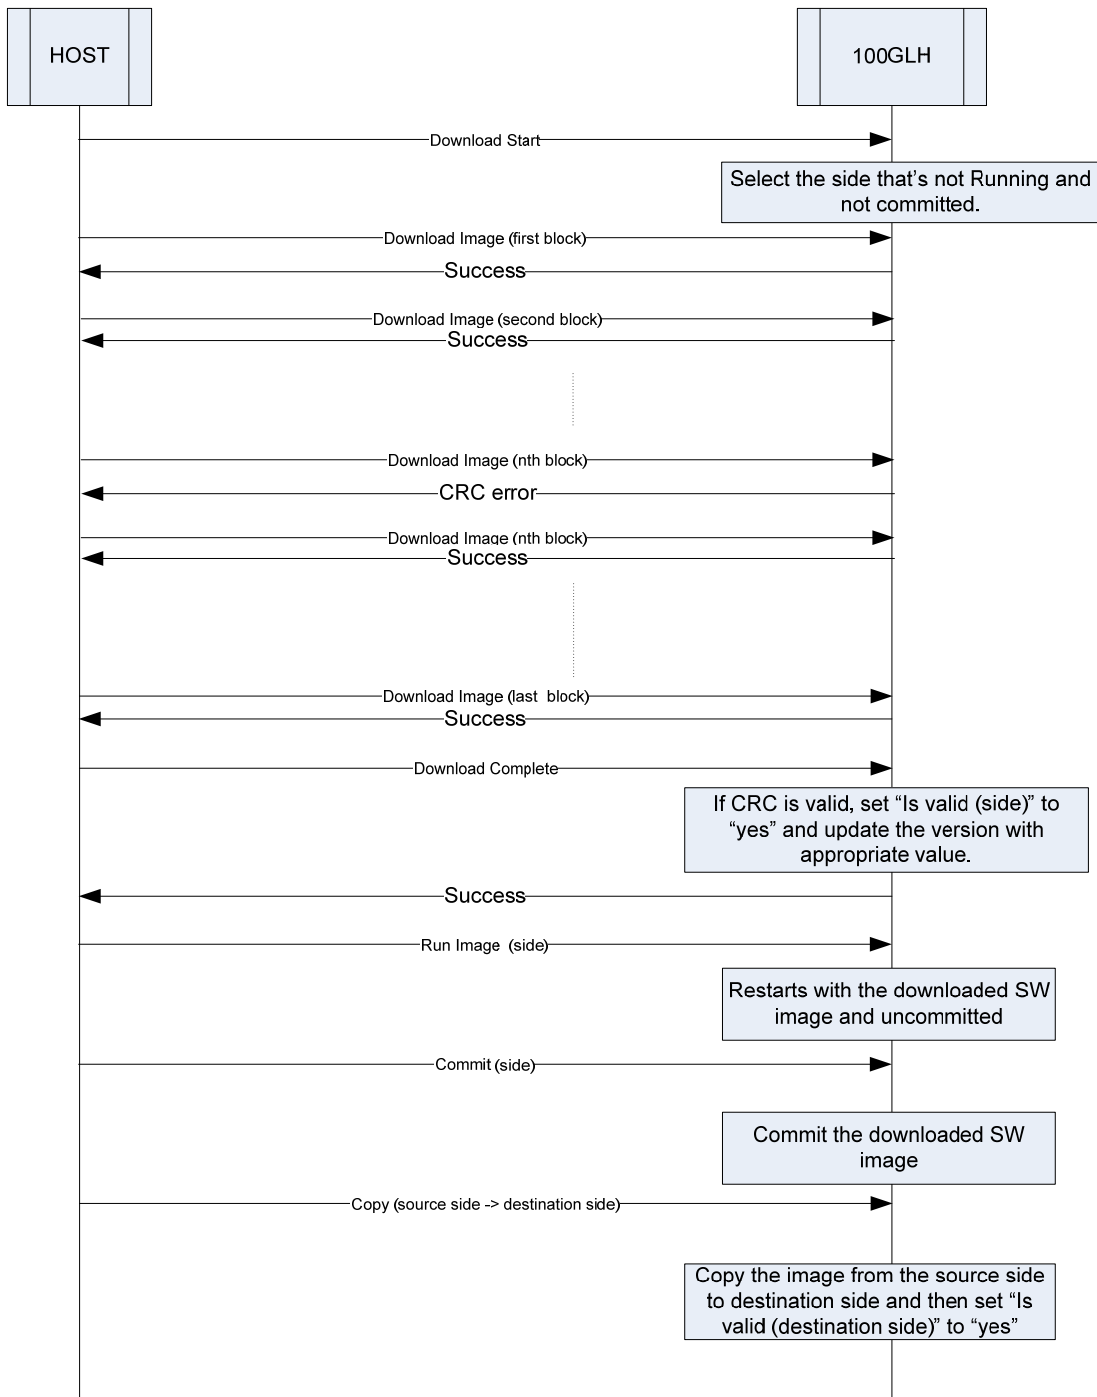 HOST
100GLH
Download Start
Select the side that's not Running and
not committed.
Download Image (first block)
Success
Download Image (second block)
Success
Download Image (nth block)
CRC error
Download Image (nth block)
Success
Download Image (last block)
Success
Download Complete
If CRC is valid, set “Is valid (side)” to
“yes” and update the version with
appropriate value.
Success
Run Image (side)
Restarts with the downloaded SW
image and uncommitted
Commit (side)
Commit the downloaded SW
image
Copy (source side -> destination side)
Copy the image from the source side
to destination side and then set “Is
valid (destination side)” to “yes”